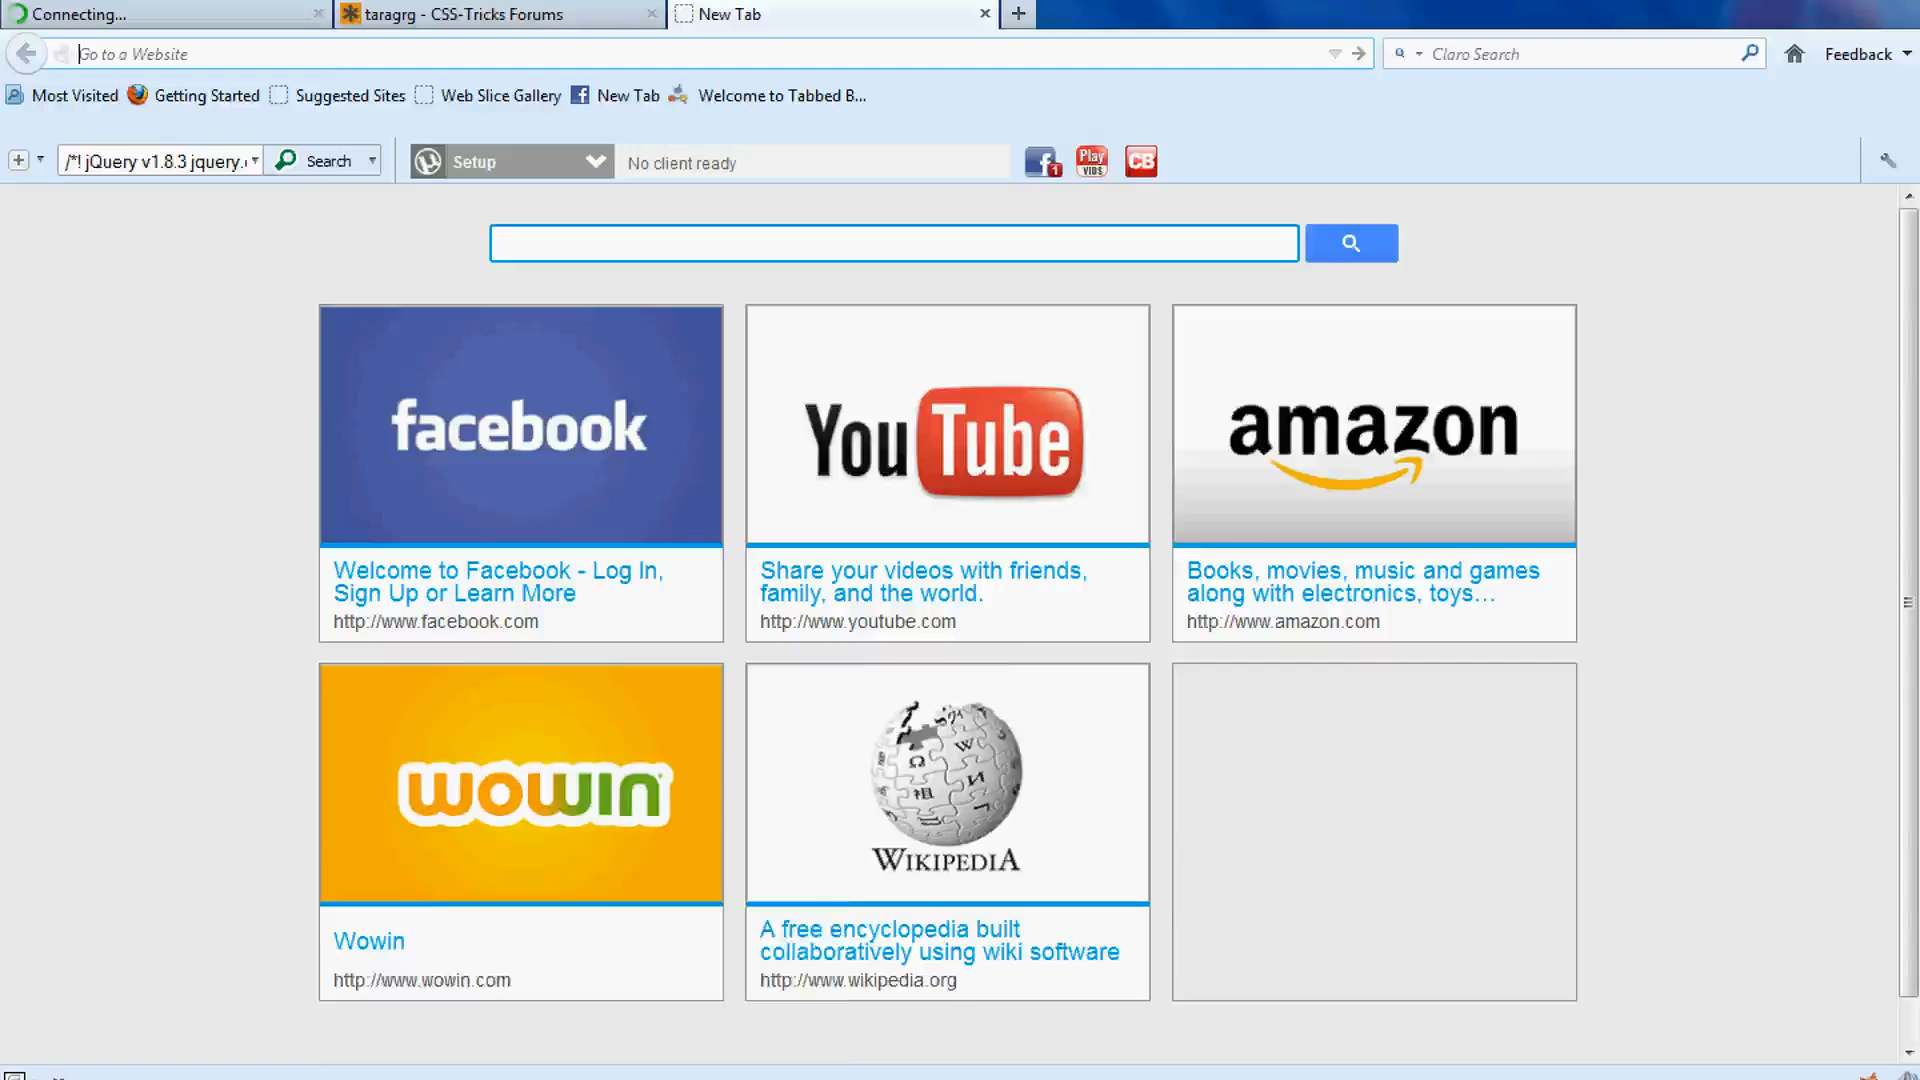 Connecting...
taragrg - CSS-Tricks Forums
New Tab
Go to a Website
Claro Search
Feedback
Most Visited
Getting Started
Suggested Sites
Web Slice Gallery
New Tab
Welcome to Tabbed B...
/*! jQuery v1.8.3 jquery.
Search
Setup
No client ready
1
Play
VIDS
CB
facebook
Welcome to Facebook - Log In,
Sign Up or Learn More
http://www.facebook.com
YouTube
Share your videos with friends,
family, and the world.
http://www.youtube.com
amazon
Books, movies, music and games
along with electronics, toys...
http://www.amazon.com
wowin
Wowin
http://www.wowin.com
WIKIPEDIA
A free encyclopedia built
collaboratively using wiki software
http://www.wikipedia.org